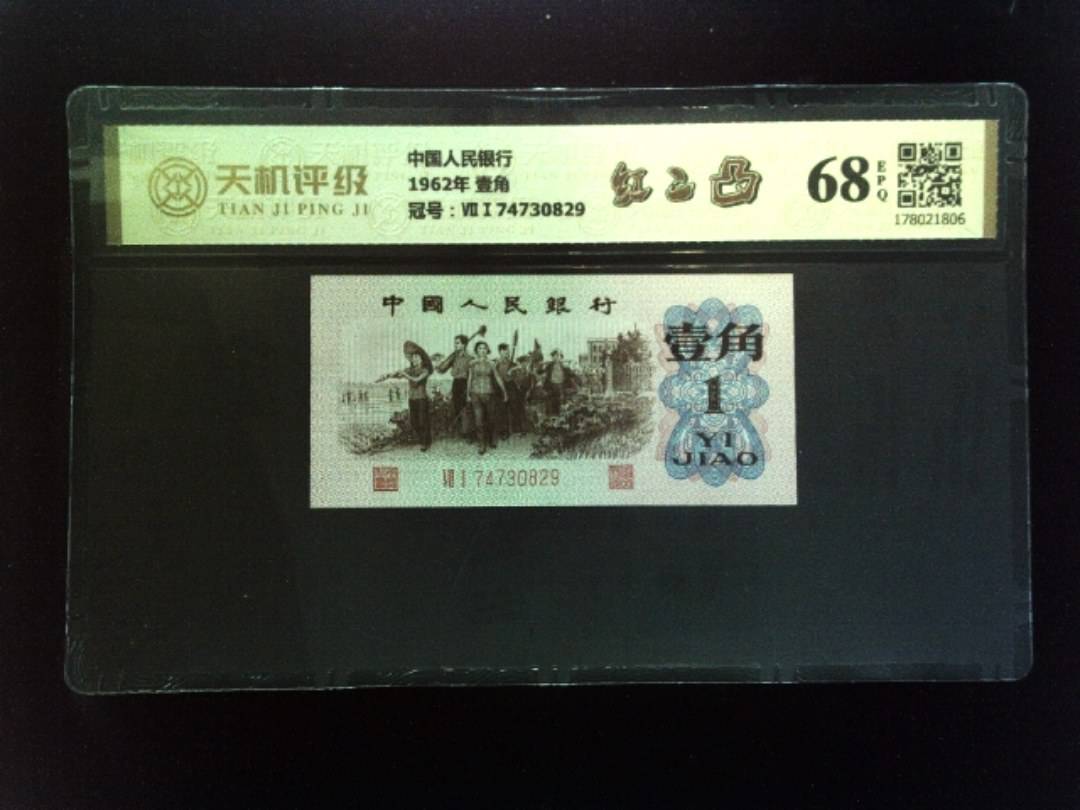 天机评级
TIAN JI PING JI
中国人民银行
1962年 壹角
冠号：Ⅶ Ⅰ 74730829
红二凸
68
EPQ
178021806
中國人民銀行
壹角
1
YI
JIAO
Ⅶ Ⅰ 74730829